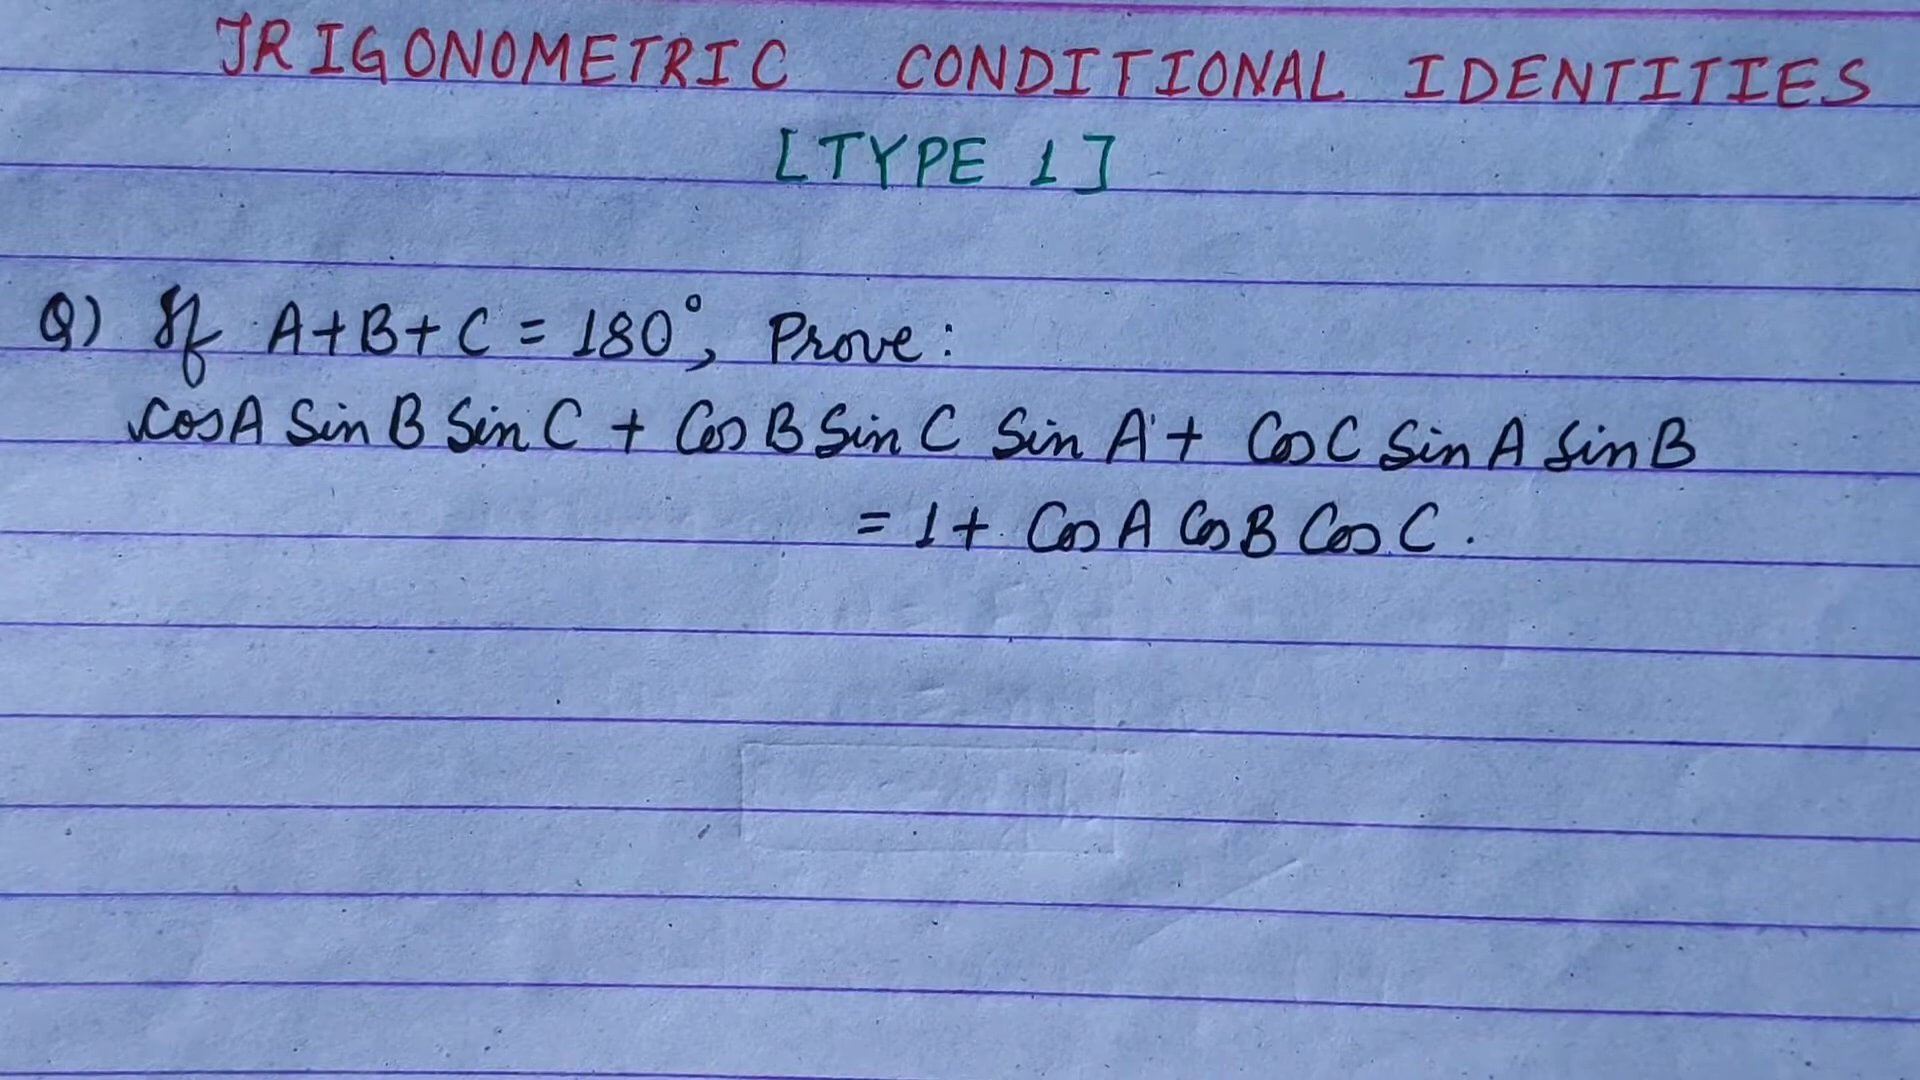 TRIGONOMETRIC CONDITIONAL IDENTITIES
[TYPE 1]
Q) If A+B+C = 180°, Prove:
cosA Sin B Sin C + Cos B Sin C Sin A + Cos C Sin A Sin B
= 1 + Cos A Cos B Cos C.